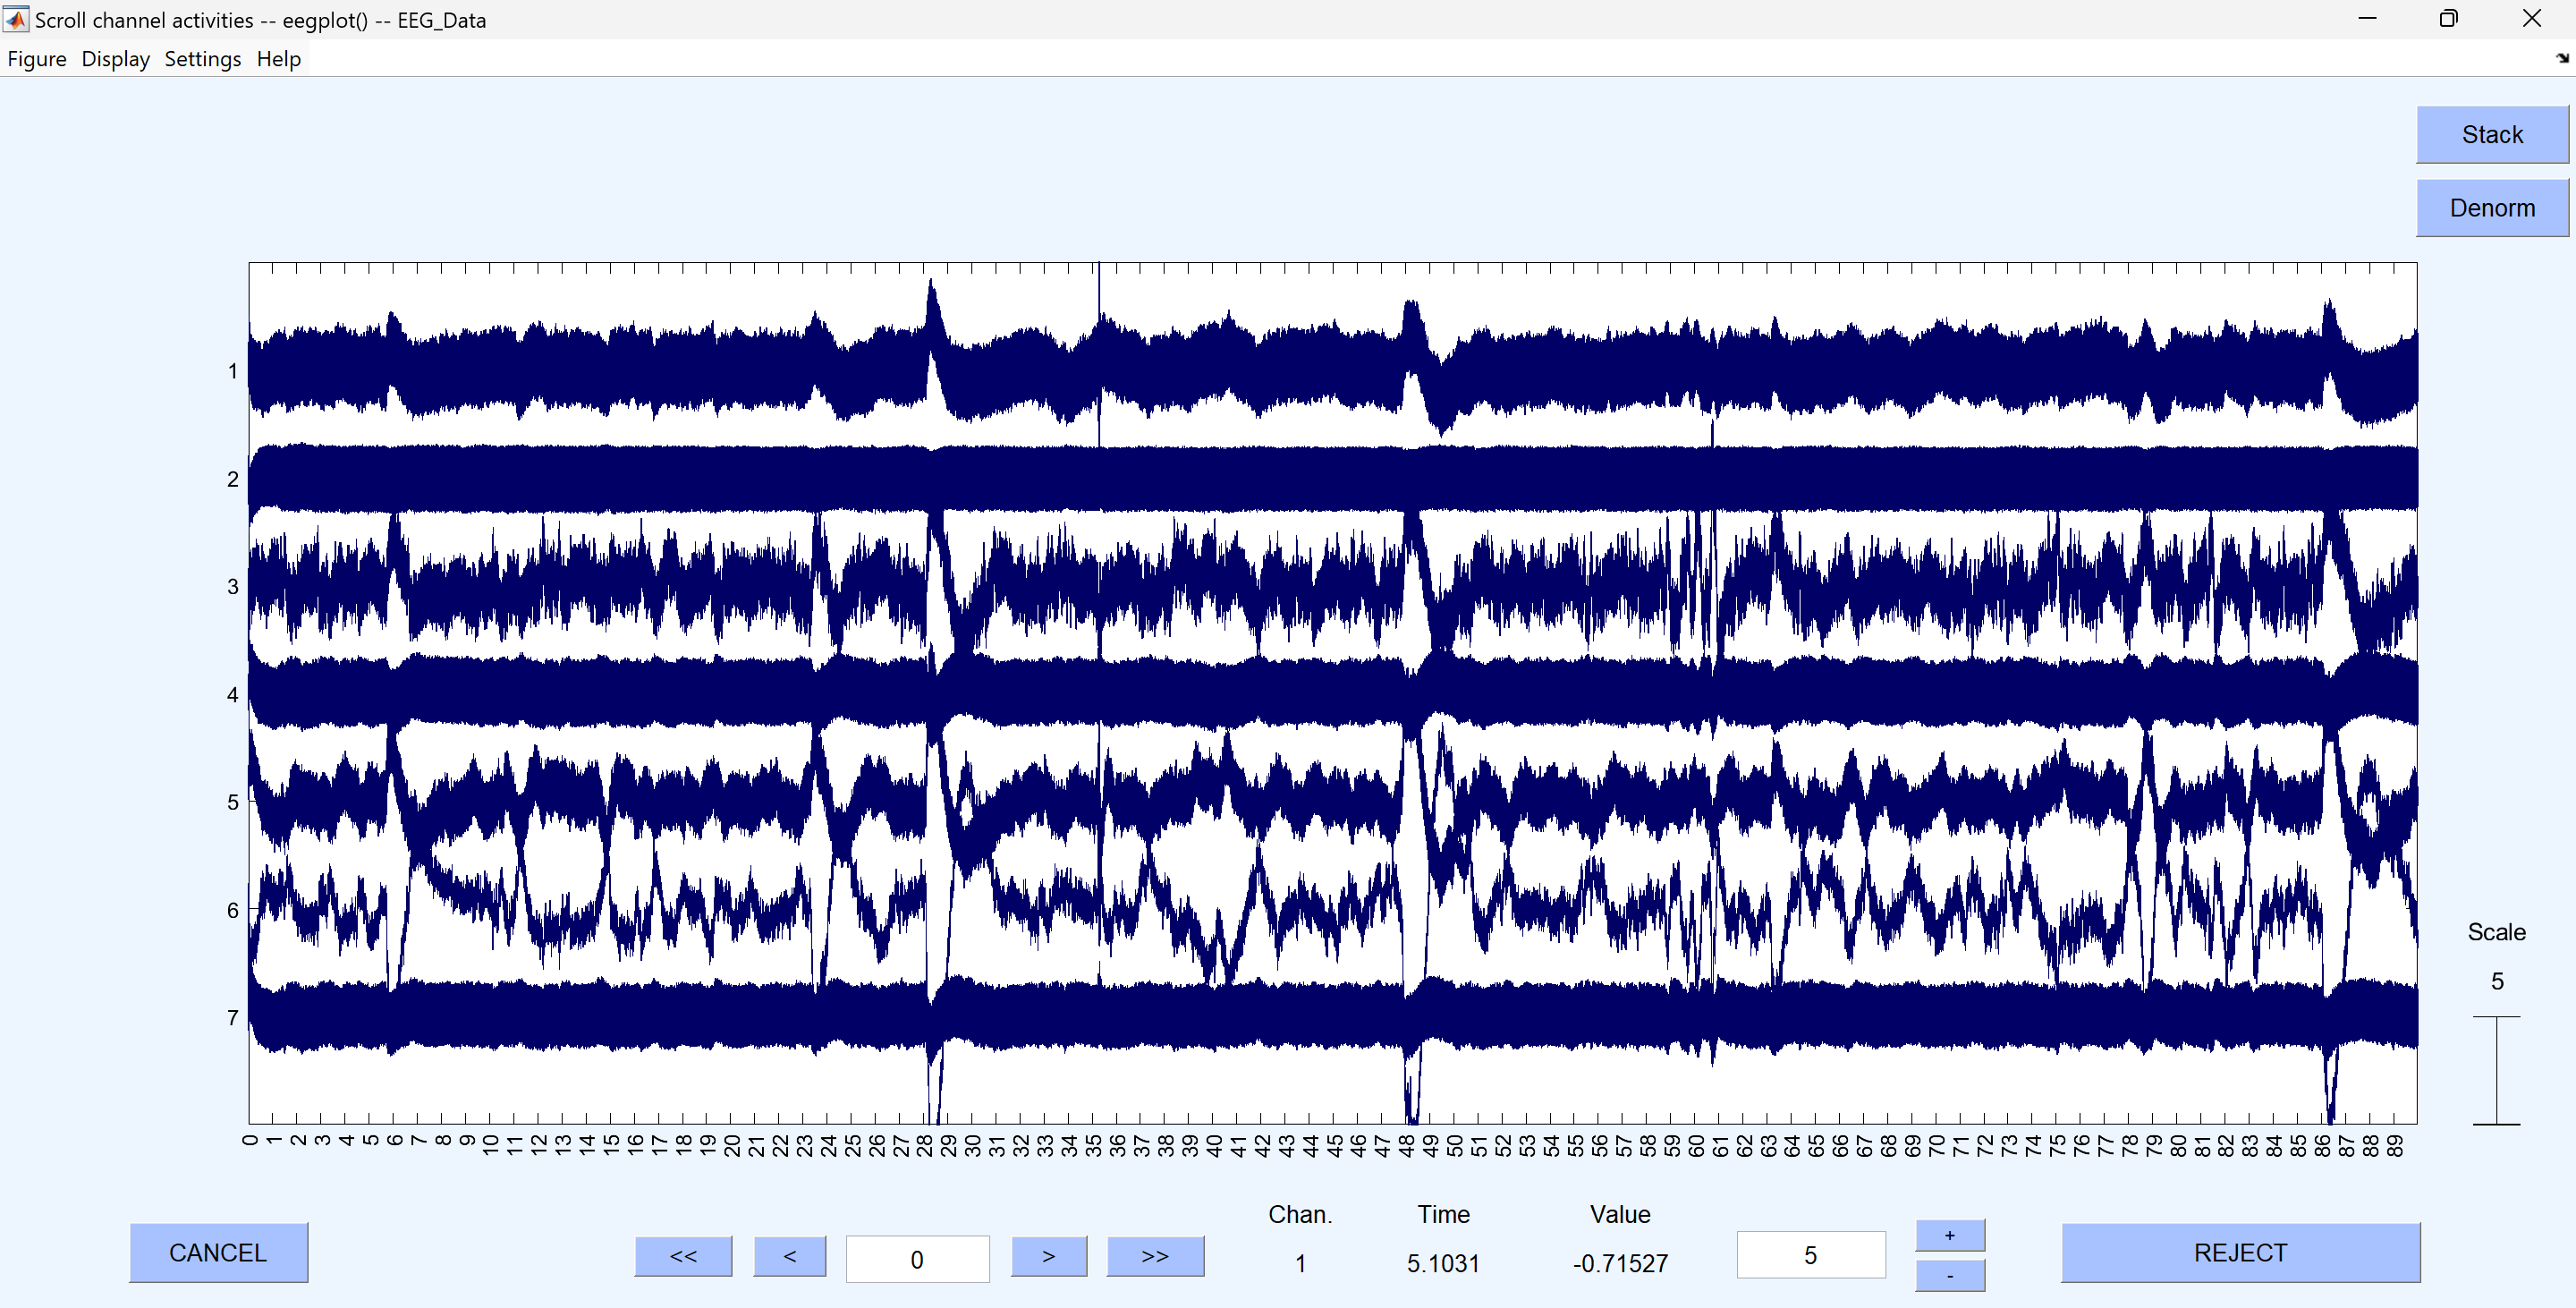 Scroll channel activities -- eegplot() -- EEG_Data
Figure Display Settings Help
Stack
Denorm
1
2
3
4
5
6
7
0 1 2 3 4 5 6 7 8 9 10 11 12 13 14 15 16 17 18 19 20 21 22 23 24 25 26 27 28 29 30 31 32 33 34 35 36 37 38 39 40 41 42 43 44 45 46 47 48 49 50 51 52 53 54 55 56 57 58 59 60 61 62 63 64 65 66 67 68 69 70 71 72 73 74 75 76 77 78 79 80 81 82 83 84 85 86 87 88 89
Scale
5
Chan. Time Value
1 5.1031 -0.71527
CANCEL << < 0 > >> 5 + - REJECT